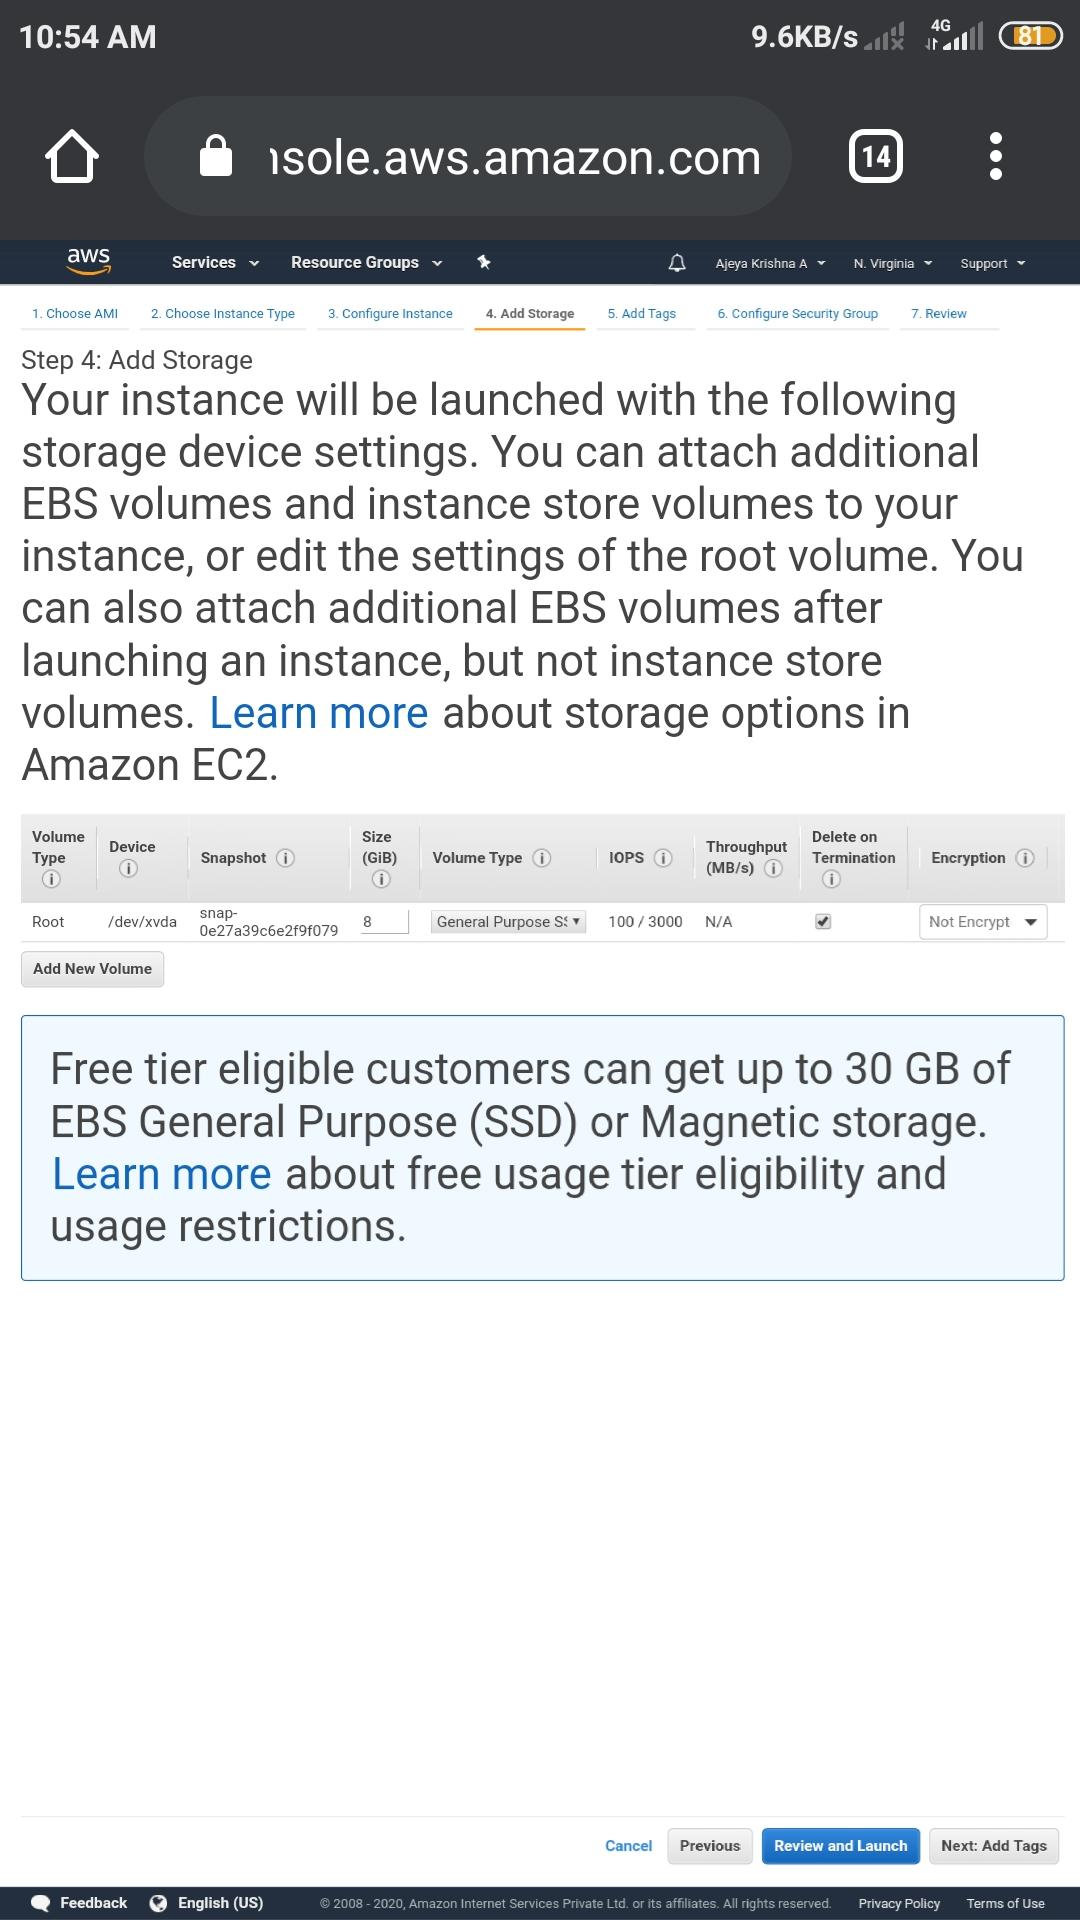 10:54 AM 9.6KB/s 4G 81
nsole.aws.amazon.com 14
aws Services Resource Groups Ajeya Krishna A N. Virginia Support
1. Choose AMI 2. Choose Instance Type 3. Configure Instance 4. Add Storage 5. Add Tags 6. Configure Security Group 7. Review
Step 4: Add Storage
Your instance will be launched with the following
storage device settings. You can attach additional
EBS volumes and instance store volumes to your
instance, or edit the settings of the root volume. You
can also attach additional EBS volumes after
launching an instance, but not instance store
volumes. Learn more about storage options in
Amazon EC2.
Volume Type Device Snapshot Size (GiB) Volume Type IOPS Throughput (MB/s) Delete on Termination Encryption
Root /dev/xvda snap-0e27a39c6e2f9f079 8 General Purpose SS 100 / 3000 N/A Not Encrypt
Add New Volume
Free tier eligible customers can get up to 30 GB of
EBS General Purpose (SSD) or Magnetic storage.
Learn more about free usage tier eligibility and
usage restrictions.
Cancel Previous Review and Launch Next: Add Tags
Feedback English (US) © 2008 - 2020, Amazon Internet Services Private Ltd. or its affiliates. All rights reserved. Privacy Policy Terms of Use